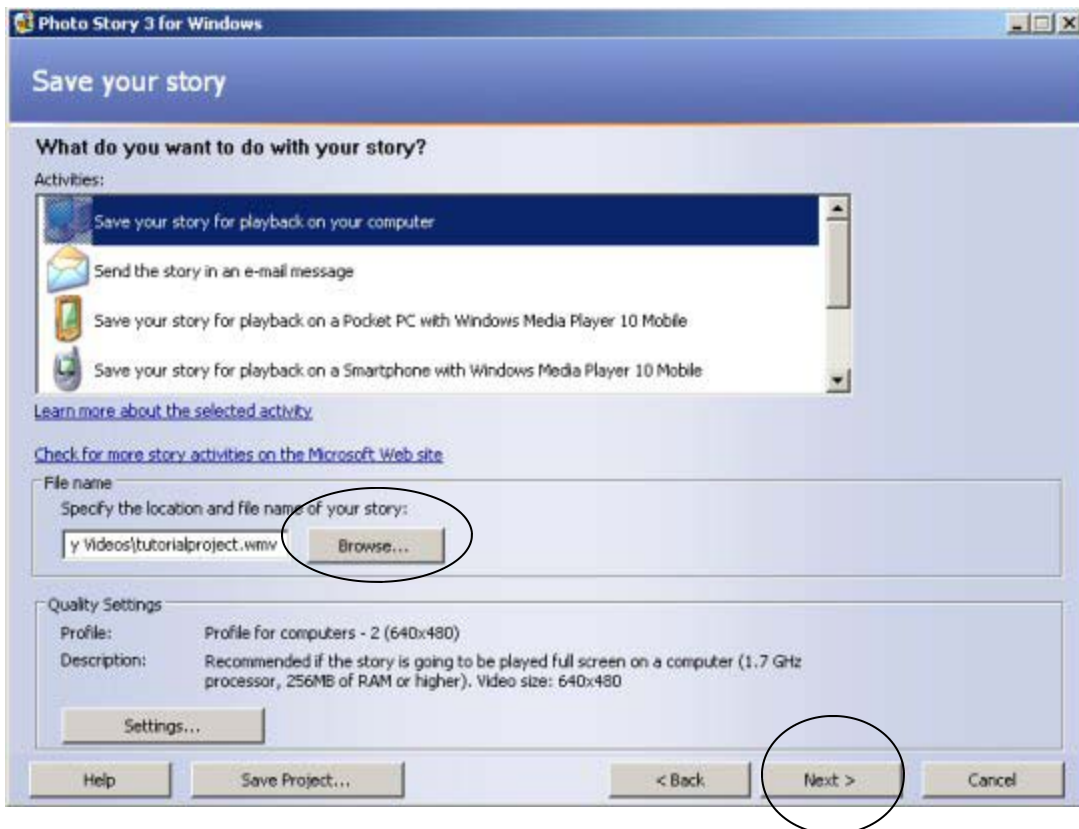 Photo Story 3 for Windows
Save your story
What do you want to do with your story?
Activities:
Save your story for playback on your computer
Send the story in an e-mail message
Save your story for playback on a Pocket PC with Windows Media Player 10 Mobile
Save your story for playback on a Smartphone with Windows Media Player 10 Mobile
Learn more about the selected activity
Check for more story activities on the Microsoft Web site
File name
Specify the location and file name of your story:
y Videos\tutorialproject.wmv
Browse...
Quality Settings
Profile: Profile for computers - 2 (640x480)
Description: Recommended if the story is going to be played full screen on a computer (1.7 GHz
processor, 256MB of RAM or higher). Video size: 640x480
Settings...
Help Save Project... < Back Next > Cancel